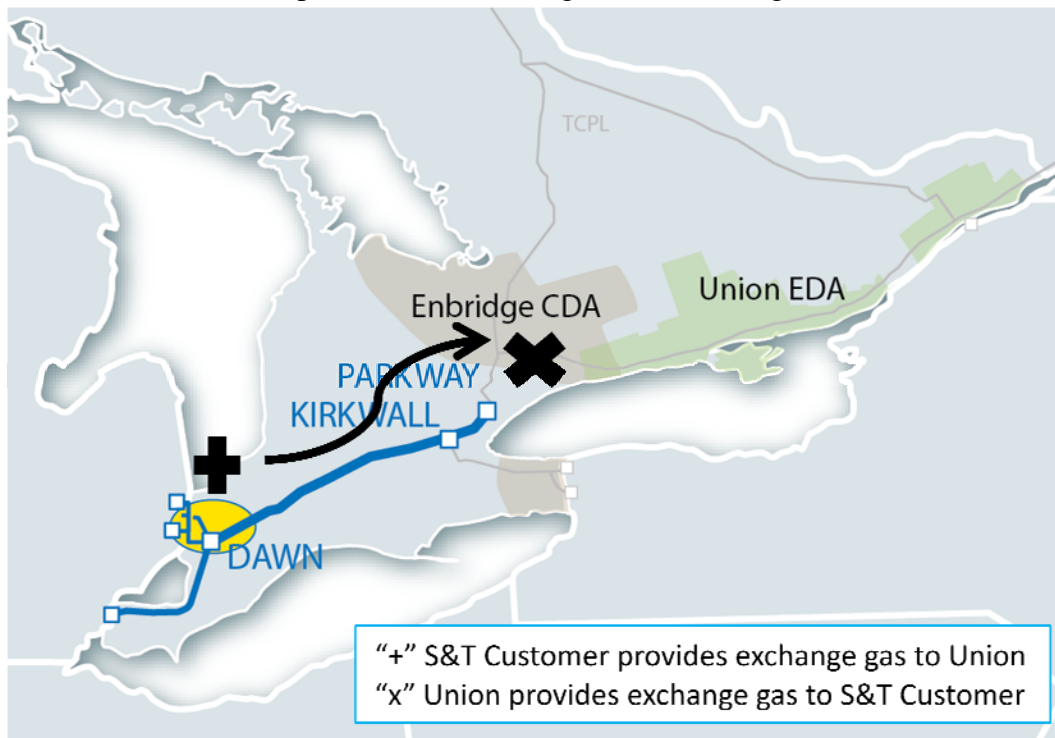 TCPL
Union EDA
Enbridge CDA
PARKWAY
KIRKWALL
DAWN
“+” S&T Customer provides exchange gas to Union
“x” Union provides exchange gas to S&T Customer